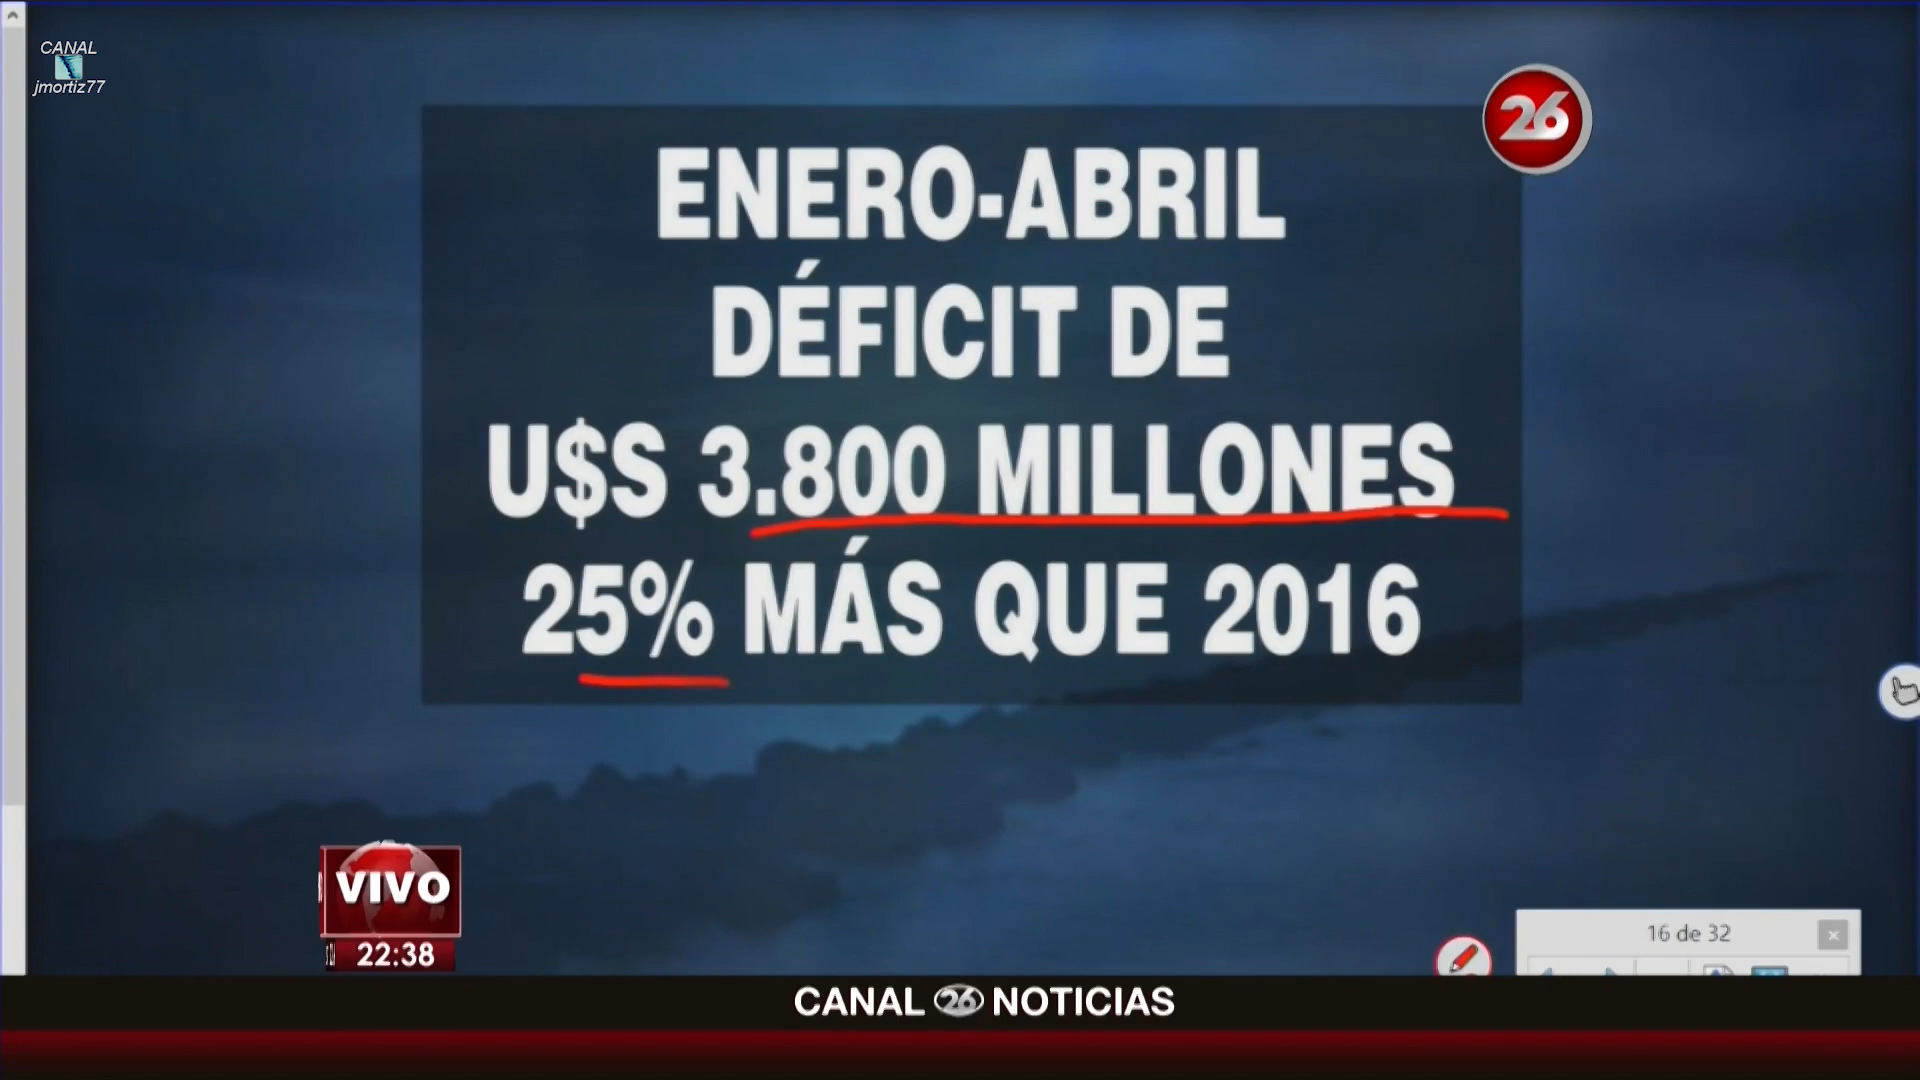 CANAL
jmortiz77
26
ENERO-ABRIL
DÉFICIT DE
U$S 3.800 MILLONES
25% MÁS QUE 2016
VIVO
22:38
16 de 32
CANAL 26 NOTICIAS